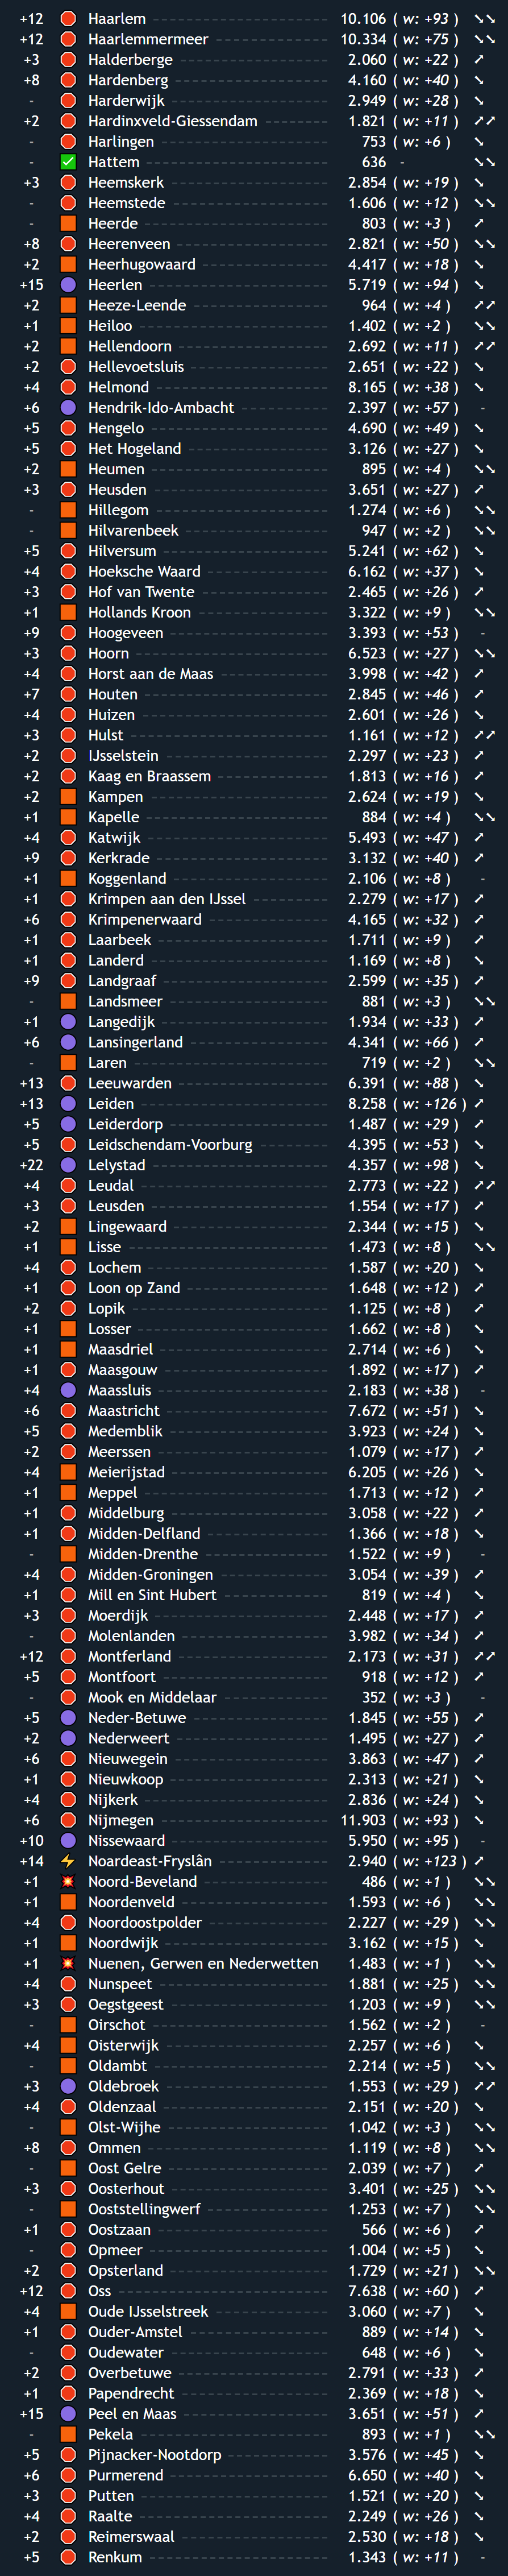 +12 Haarlem 10.106 ( w: +93 ) ↘↘
+12 Haarlemmermeer 10.334 ( w: +75 ) ↘↘
+3 Halderberge 2.060 ( w: +22 ) ↗
+8 Hardenberg 4.160 ( w: +40 ) ↘
- Harderwijk 2.949 ( w: +28 ) ↘
+2 Hardinxveld-Giessendam 1.821 ( w: +11 ) ↗↗
- Harlingen 753 ( w: +6 ) ↘
- Hattem 636 - ↘↘
+3 Heemskerk 2.854 ( w: +19 ) ↘
- Heemstede 1.606 ( w: +12 ) ↘↘
- Heerde 803 ( w: +3 ) ↗
+8 Heerenveen 2.821 ( w: +50 ) ↘↘
+2 Heerhugowaard 4.417 ( w: +18 ) ↘
+15 Heerlen 5.719 ( w: +94 ) ↘
+2 Heeze-Leende 964 ( w: +4 ) ↗↗
+1 Heiloo 1.402 ( w: +2 ) ↘↘
+2 Hellendoorn 2.692 ( w: +11 ) ↗↗
+2 Hellevoetsluis 2.651 ( w: +22 ) ↘
+4 Helmond 8.165 ( w: +38 ) ↘
+6 Hendrik-Ido-Ambacht 2.397 ( w: +57 ) -
+5 Hengelo 4.690 ( w: +49 ) ↘
+5 Het Hogeland 3.126 ( w: +27 ) ↘
+2 Heumen 895 ( w: +4 ) ↘↘
+3 Heusden 3.651 ( w: +27 ) ↗
- Hillegom 1.274 ( w: +6 ) ↘↘
- Hilvarenbeek 947 ( w: +2 ) ↘↘
+5 Hilversum 5.241 ( w: +62 ) ↘
+4 Hoeksche Waard 6.162 ( w: +37 ) ↘
+3 Hof van Twente 2.465 ( w: +26 ) ↗
+1 Hollands Kroon 3.322 ( w: +9 ) ↘↘
+9 Hoogeveen 3.393 ( w: +53 ) -
+3 Hoorn 6.523 ( w: +27 ) ↘↘
+4 Horst aan de Maas 3.998 ( w: +42 ) ↗
+7 Houten 2.845 ( w: +46 ) ↗
+4 Huizen 2.601 ( w: +26 ) ↘
+3 Hulst 1.161 ( w: +12 ) ↗↗
+2 IJsselstein 2.297 ( w: +23 ) ↗
+2 Kaag en Braassem 1.813 ( w: +16 ) ↗
+2 Kampen 2.624 ( w: +19 ) ↘
+1 Kapelle 884 ( w: +4 ) ↘↘
+4 Katwijk 5.493 ( w: +47 ) ↗
+9 Kerkrade 3.132 ( w: +40 ) ↗
+1 Koggenland 2.106 ( w: +8 ) -
+1 Krimpen aan den IJssel 2.279 ( w: +17 ) ↗
+6 Krimpenerwaard 4.165 ( w: +32 ) ↗
+1 Laarbeek 1.711 ( w: +9 ) ↗
+1 Landerd 1.169 ( w: +8 ) ↘
+9 Landgraaf 2.599 ( w: +35 ) ↗
- Landsmeer 881 ( w: +3 ) ↘↘
+1 Langedijk 1.934 ( w: +33 ) ↗
+6 Lansingerland 4.341 ( w: +66 ) ↗
- Laren 719 ( w: +2 ) ↘↘
+13 Leeuwarden 6.391 ( w: +88 ) ↘
+13 Leiden 8.258 ( w: +126 ) ↗
+5 Leiderdorp 1.487 ( w: +29 ) ↗
+5 Leidschendam-Voorburg 4.395 ( w: +53 ) ↘
+22 Lelystad 4.357 ( w: +98 ) ↘
+4 Leudal 2.773 ( w: +22 ) ↗↗
+3 Leusden 1.554 ( w: +17 ) ↗
+2 Lingewaard 2.344 ( w: +15 ) ↘
+1 Lisse 1.473 ( w: +8 ) ↘↘
+4 Lochem 1.587 ( w: +20 ) ↘
+1 Loon op Zand 1.648 ( w: +12 ) ↗
+2 Lopik 1.125 ( w: +8 ) ↗
+1 Losser 1.662 ( w: +8 ) ↘
+1 Maasdriel 2.714 ( w: +6 ) ↘
+1 Maasgouw 1.892 ( w: +17 ) ↗
+4 Maassluis 2.183 ( w: +38 ) -
+6 Maastricht 7.672 ( w: +51 ) ↘
+5 Medemblik 3.923 ( w: +24 ) ↘
+2 Meerssen 1.079 ( w: +17 ) ↗
+4 Meierijstad 6.205 ( w: +26 ) ↘
+1 Meppel 1.713 ( w: +12 ) ↗
+1 Middelburg 3.058 ( w: +22 ) ↗
+1 Midden-Delfland 1.366 ( w: +18 ) ↘
- Midden-Drenthe 1.522 ( w: +9 ) -
+4 Midden-Groningen 3.054 ( w: +39 ) ↗
+1 Mill en Sint Hubert 819 ( w: +4 ) ↘
+3 Moerdijk 2.448 ( w: +17 ) ↗
- Molenlanden 3.982 ( w: +34 ) ↗
+12 Montferland 2.173 ( w: +31 ) ↗↗
+5 Montfoort 918 ( w: +12 ) ↗
- Mook en Middelaar 352 ( w: +3 ) -
+5 Neder-Betuwe 1.845 ( w: +55 ) ↗
+2 Nederweert 1.495 ( w: +27 ) ↗
+6 Nieuwegein 3.863 ( w: +47 ) ↗
+1 Nieuwkoop 2.313 ( w: +21 ) ↘
+4 Nijkerk 2.836 ( w: +24 ) ↘
+6 Nijmegen 11.903 ( w: +93 ) ↘
+10 Nissewaard 5.950 ( w: +95 ) -
+14 Noardeast-Fryslân 2.940 ( w: +123 ) ↗
+1 Noord-Beveland 486 ( w: +1 ) ↘↘
+1 Noordenveld 1.593 ( w: +6 ) ↘↘
+4 Noordoostpolder 2.227 ( w: +29 ) ↘↘
+1 Noordwijk 3.162 ( w: +15 ) ↘
+1 Nuenen, Gerwen en Nederwetten 1.483 ( w: +1 ) ↘↘
+4 Nunspeet 1.881 ( w: +25 ) ↘↘
+3 Oegstgeest 1.203 ( w: +9 ) ↘↘
- Oirschot 1.562 ( w: +2 ) -
+4 Oisterwijk 2.257 ( w: +6 ) ↘
- Oldambt 2.214 ( w: +5 ) ↘↘
+3 Oldebroek 1.553 ( w: +29 ) ↗↗
+4 Oldenzaal 2.151 ( w: +20 ) ↘
- Olst-Wijhe 1.042 ( w: +3 ) ↘↘
+8 Ommen 1.119 ( w: +8 ) ↘↘
- Oost Gelre 2.039 ( w: +7 ) ↗
+3 Oosterhout 3.401 ( w: +25 ) ↘↘
- Ooststellingwerf 1.253 ( w: +7 ) ↘↘
+1 Oostzaan 566 ( w: +6 ) ↗
- Opmeer 1.004 ( w: +5 ) ↘
+2 Opsterland 1.729 ( w: +21 ) ↘↘
+12 Oss 7.638 ( w: +60 ) ↗
+4 Oude IJsselstreek 3.060 ( w: +7 ) ↘
+1 Ouder-Amstel 889 ( w: +14 ) ↘
- Oudewater 648 ( w: +6 ) ↘
+2 Overbetuwe 2.791 ( w: +33 ) ↗
+1 Papendrecht 2.369 ( w: +18 ) ↘
+15 Peel en Maas 3.651 ( w: +51 ) ↗
- Pekela 893 ( w: +1 ) ↘↘
+5 Pijnacker-Nootdorp 3.576 ( w: +45 ) ↘
+6 Purmerend 6.650 ( w: +40 ) ↘
+3 Putten 1.521 ( w: +20 ) ↘
+4 Raalte 2.249 ( w: +26 ) ↘
+2 Reimerswaal 2.530 ( w: +18 ) ↘
+5 Renkum 1.343 ( w: +11 ) -